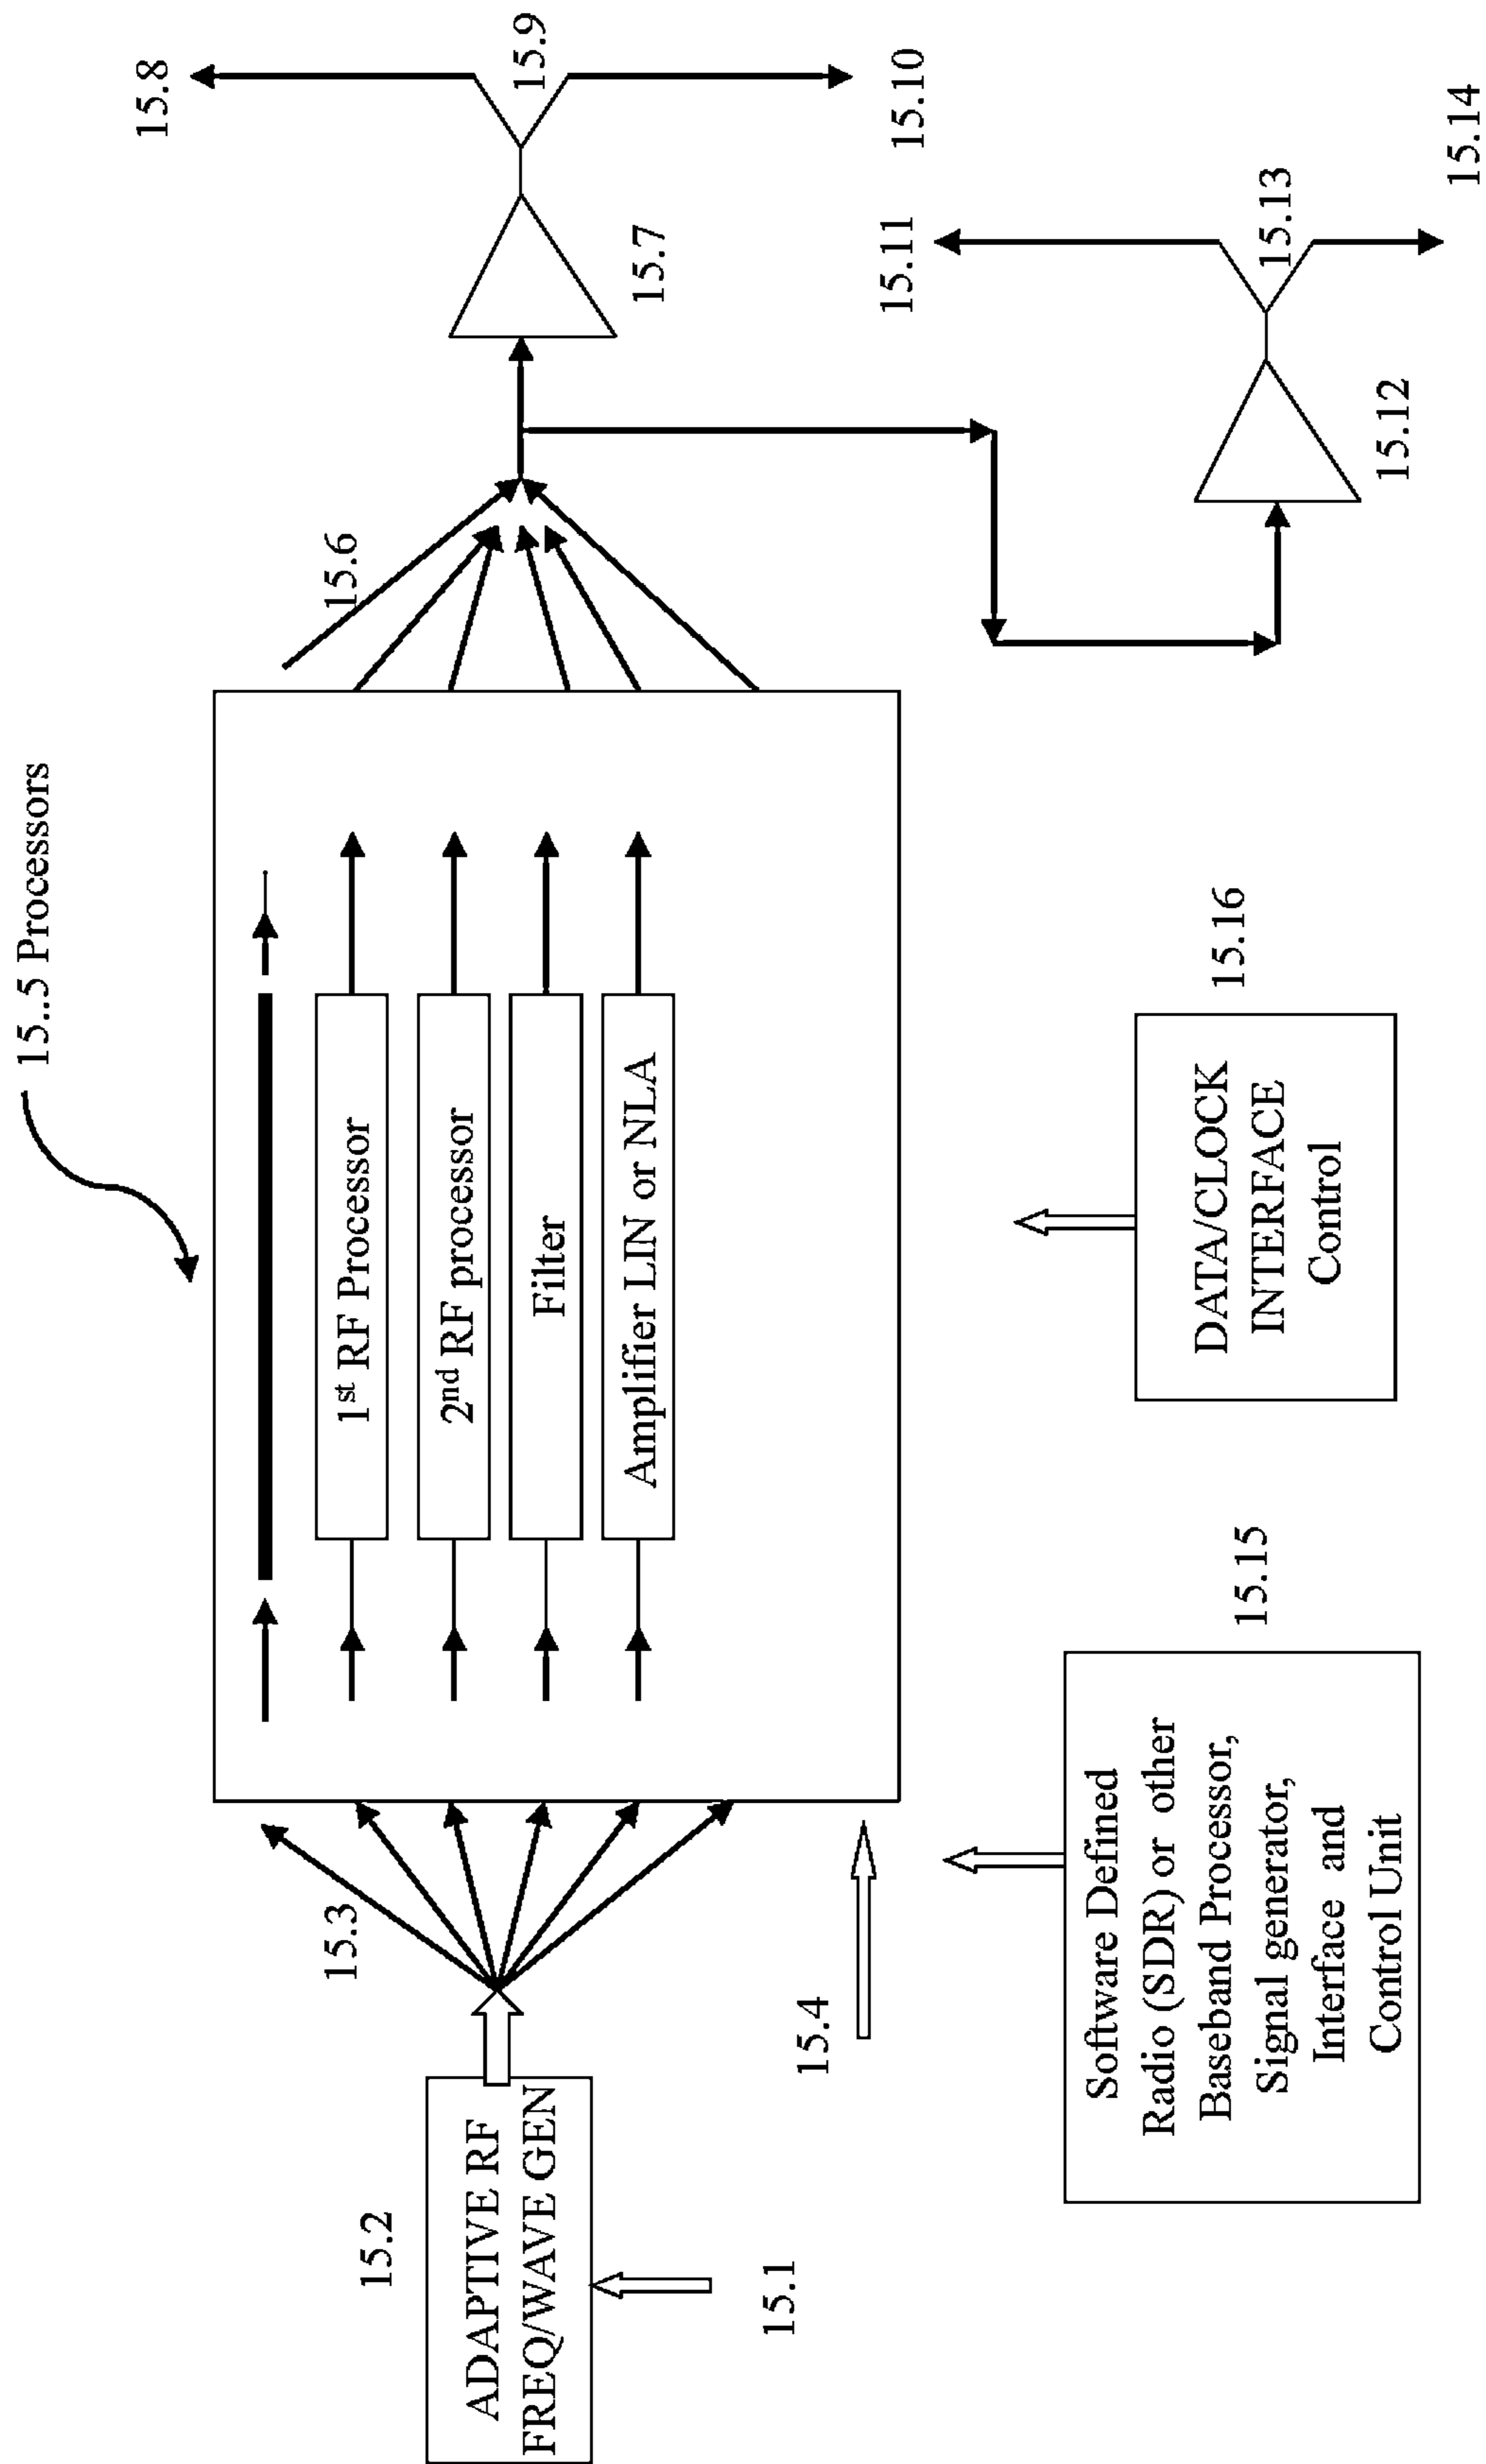 15..5 Processors
15.2
ADAPTIVE RF
FREQ/WAVE GEN
15.1
15.3
15.4
1st RF Processor
2nd RF processor
Filter
Amplifier LIN or NLA
15.6
15.7
15.8
15.9
15.10
15.11
15.12
15.13
15.14
Software Defined
Radio (SDR) or other
Baseband Processor,
Signal generator,
Interface and
Control Unit
15.15
DATA/CLOCK
INTERFACE
Control
15.16